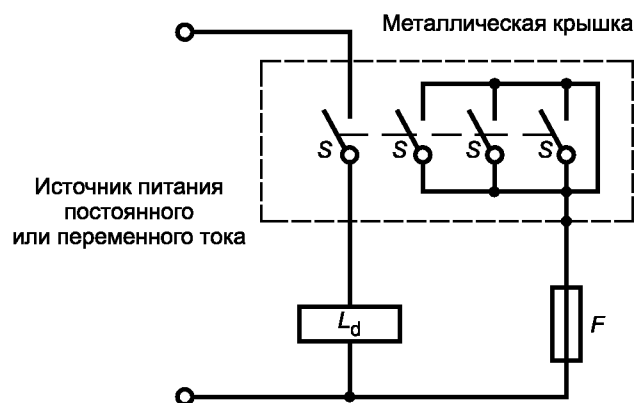 Металлическая крышка
S S S S
Источник питания
постоянного
или переменного тока
Ld
F